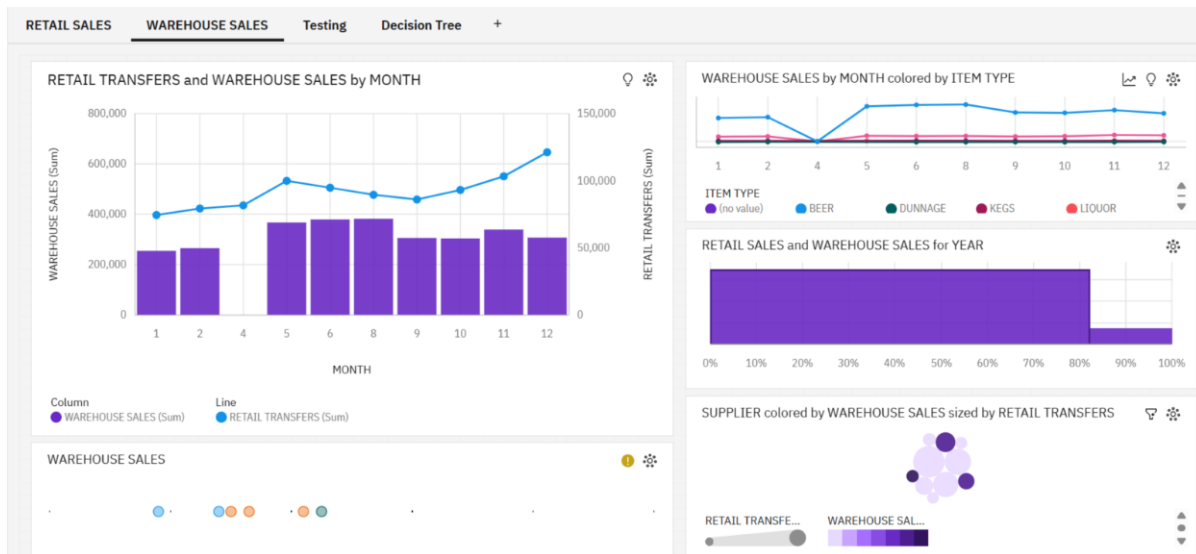 RETAIL SALES WAREHOUSE SALES Testing Decision Tree +
RETAIL TRANSFERS and WAREHOUSE SALES by MONTH
800,000 150,000
600,000
100,000
400,000
50,000
200,000
0 0
WAREHOUSE SALES (Sum)
RETAIL TRANSFERS (Sum)
1 2 4 5 6 8 9 10 11 12
MONTH
Column Line
WAREHOUSE SALES (Sum) RETAIL TRANSFERS (Sum)
WAREHOUSE SALES
WAREHOUSE SALES by MONTH colored by ITEM TYPE
1 2 4 5 6 8 9 10 11 12
ITEM TYPE
(no value) BEER DUNNAGE KEGS LIQUOR
RETAIL SALES and WAREHOUSE SALES for YEAR
0% 10% 20% 30% 40% 50% 60% 70% 80% 90% 100%
SUPPLIER colored by WAREHOUSE SALES sized by RETAIL TRANSFERS
RETAIL TRANSFE... WAREHOUSE SAL...